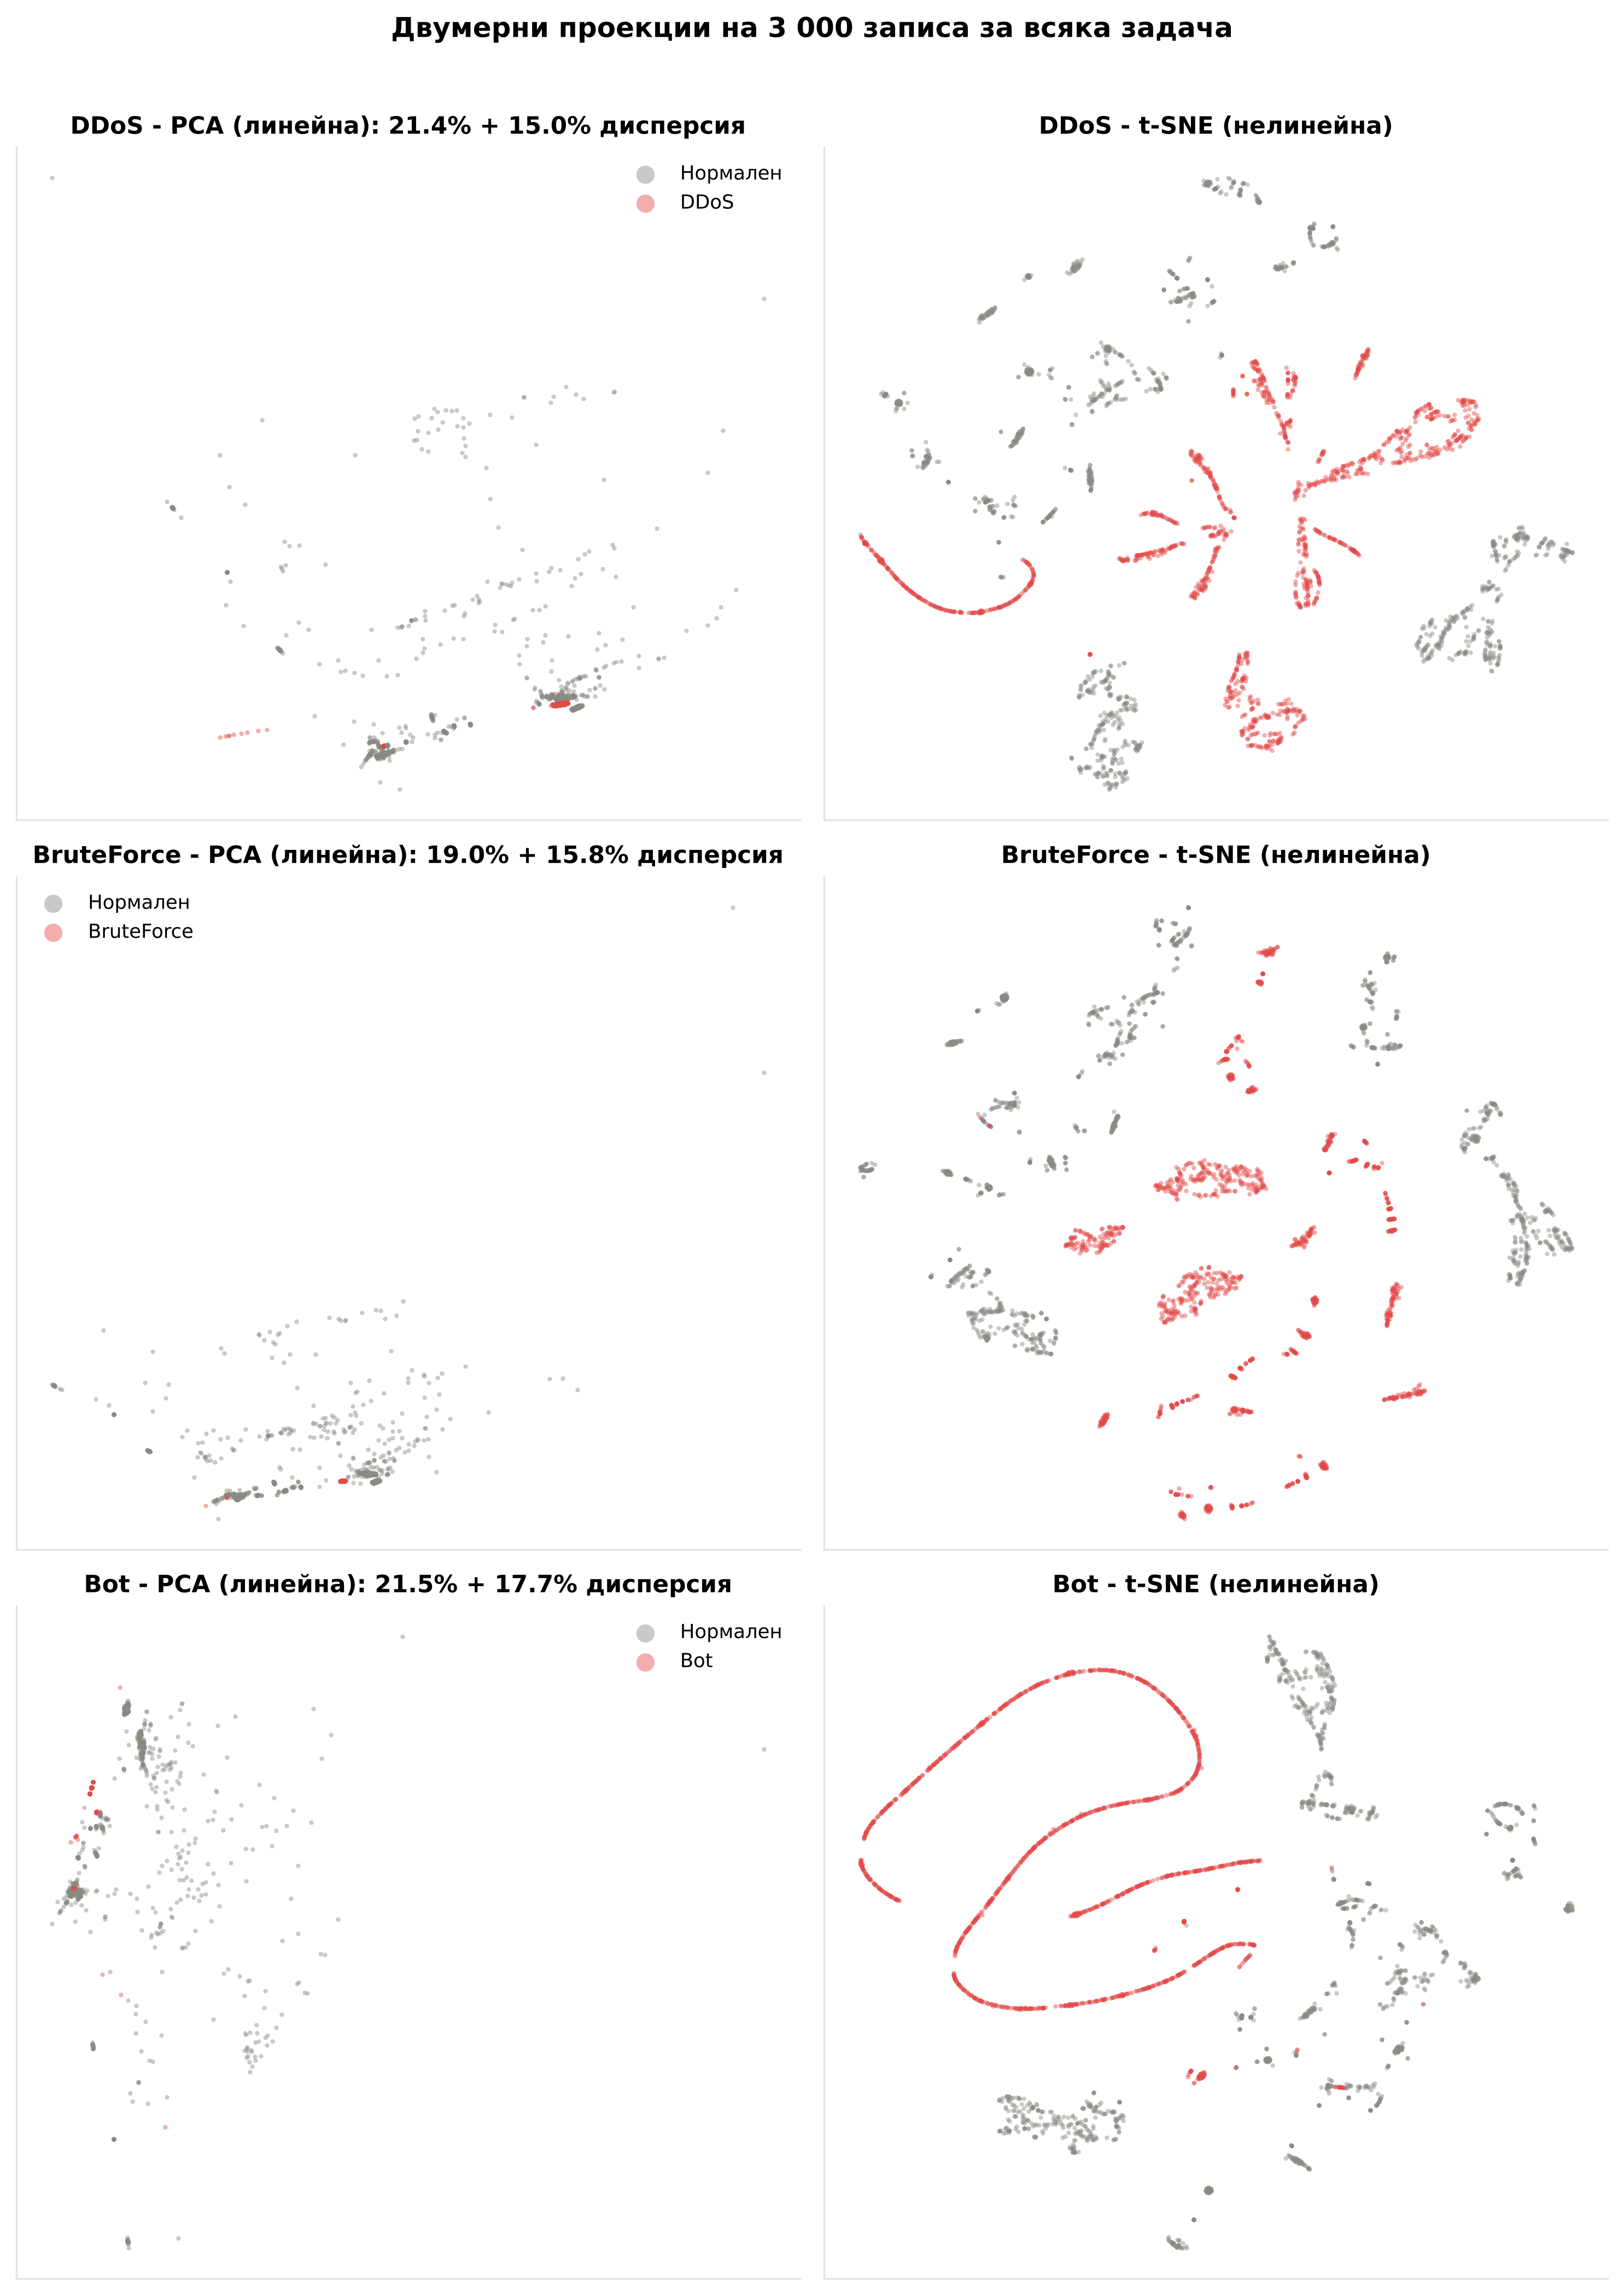 Двумерни проекции на 3 000 записа за всяка задача
DDoS - PCA (линейна): 21.4% + 15.0% дисперсия
Нормален
DDoS
DDoS - t-SNE (нелинейна)
BruteForce - PCA (линейна): 19.0% + 15.8% дисперсия
Нормален
BruteForce
BruteForce - t-SNE (нелинейна)
Bot - PCA (линейна): 21.5% + 17.7% дисперсия
Нормален
Bot
Bot - t-SNE (нелинейна)